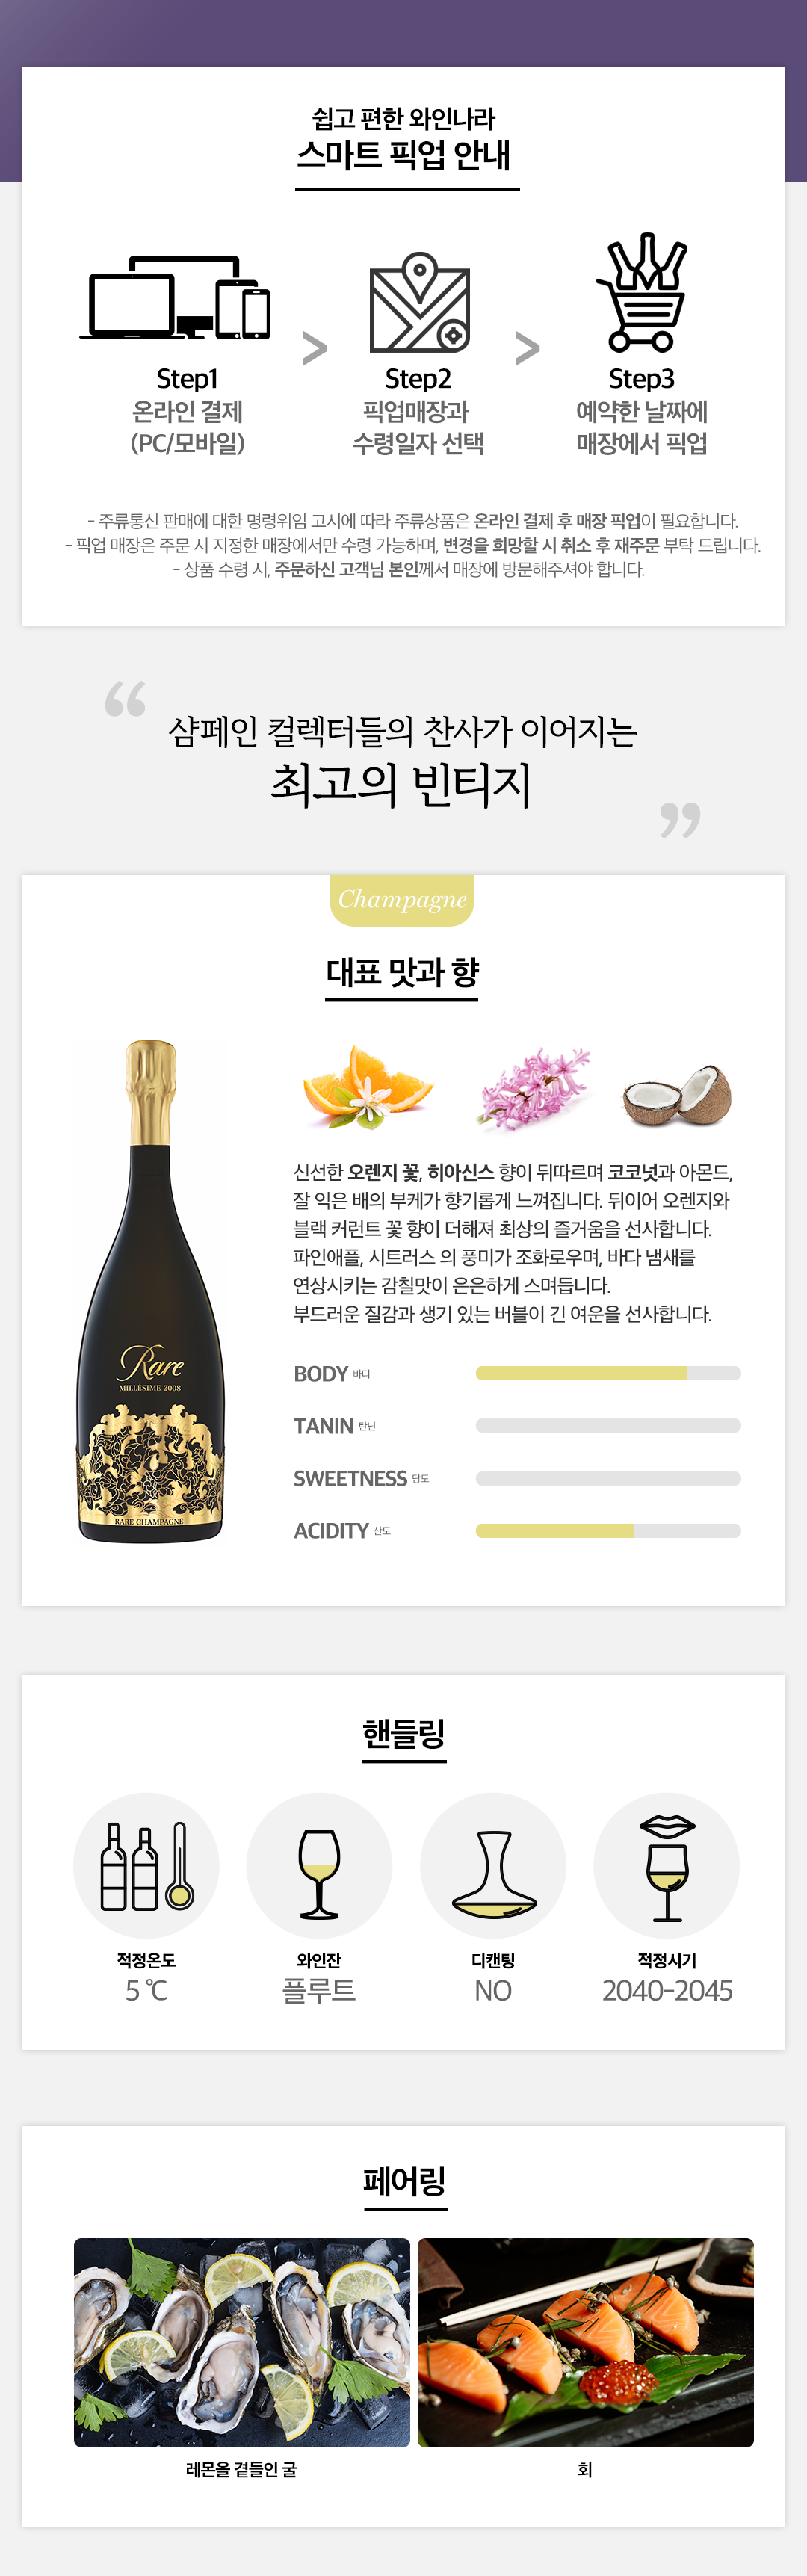 쉽고 편한 와인나라
스마트 픽업 안내
> >
Step1
온라인 결제
(PC/모바일)
Step2
픽업매장과
수령일자 선택
Step3
예약한 날짜에
매장에서 픽업
- 주류통신 판매에 대한 명령위임 고시에 따라 주류상품은 온라인 결제 후 매장 픽업이 필요합니다.
- 픽업 매장은 주문 시 지정한 매장에서만 수령 가능하며, 변경을 희망할 시 취소 후 재주문 부탁 드립니다.
- 상품 수령 시, 주문하신 고객님 본인께서 매장에 방문해주셔야 합니다.
“ 샴페인 컬렉터들의 찬사가 이어지는
최고의 빈티지 ”
Champagne
대표 맛과 향
신선한 오렌지 꽃, 히아신스 향이 뒤따르며 코코넛과 아몬드,
잘 익은 배의 부케가 향기롭게 느껴집니다. 뒤이어 오렌지와
블랙 커런트 꽃 향이 더해져 최상의 즐거움을 선사합니다.
파인애플, 시트러스 의 풍미가 조화로우며, 바다 냄새를
연상시키는 감칠맛이 은은하게 스며듭니다.
부드러운 질감과 생기 있는 버블이 긴 여운을 선사합니다.
Rare
MILLÉSIME 2008
RARE CHAMPAGNE
BODY 바디
TANIN 탄닌
SWEETNESS 당도
ACIDITY 산도
핸들링
적정온도
5 ℃
와인잔
플루트
디캔팅
NO
적정시기
2040-2045
페어링
레몬을 곁들인 굴
회